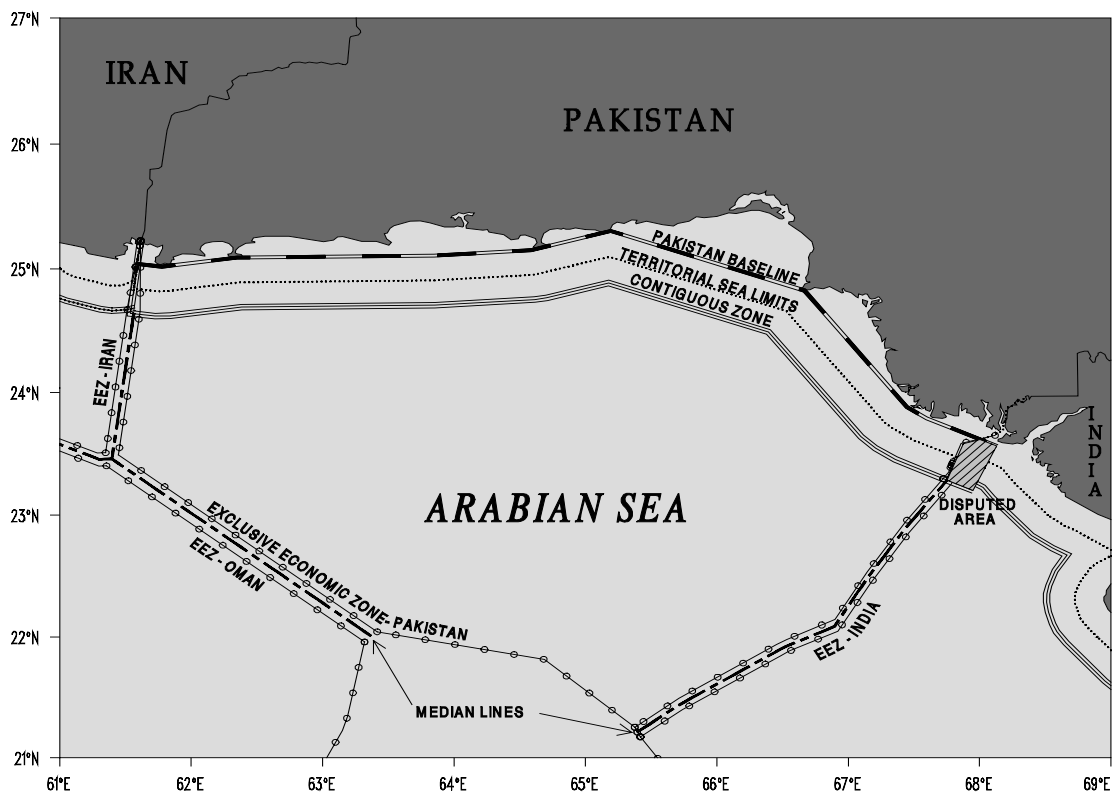 27°N
26°N
25°N
24°N
23°N
22°N
21°N
IRAN
PAKISTAN
PAKISTAN BASELINE
TERRITORIAL SEA LIMITS
CONTIGUOUS ZONE
EEZ - IRAN
INDIA
ARABIAN SEA
DISPUTED
AREA
EXCLUSIVE ECONOMIC ZONE- PAKISTAN
EEZ - OMAN
EEZ - INDIA
MEDIAN LINES
61°E
62°E
63°E
64°E
65°E
66°E
67°E
68°E
69°E